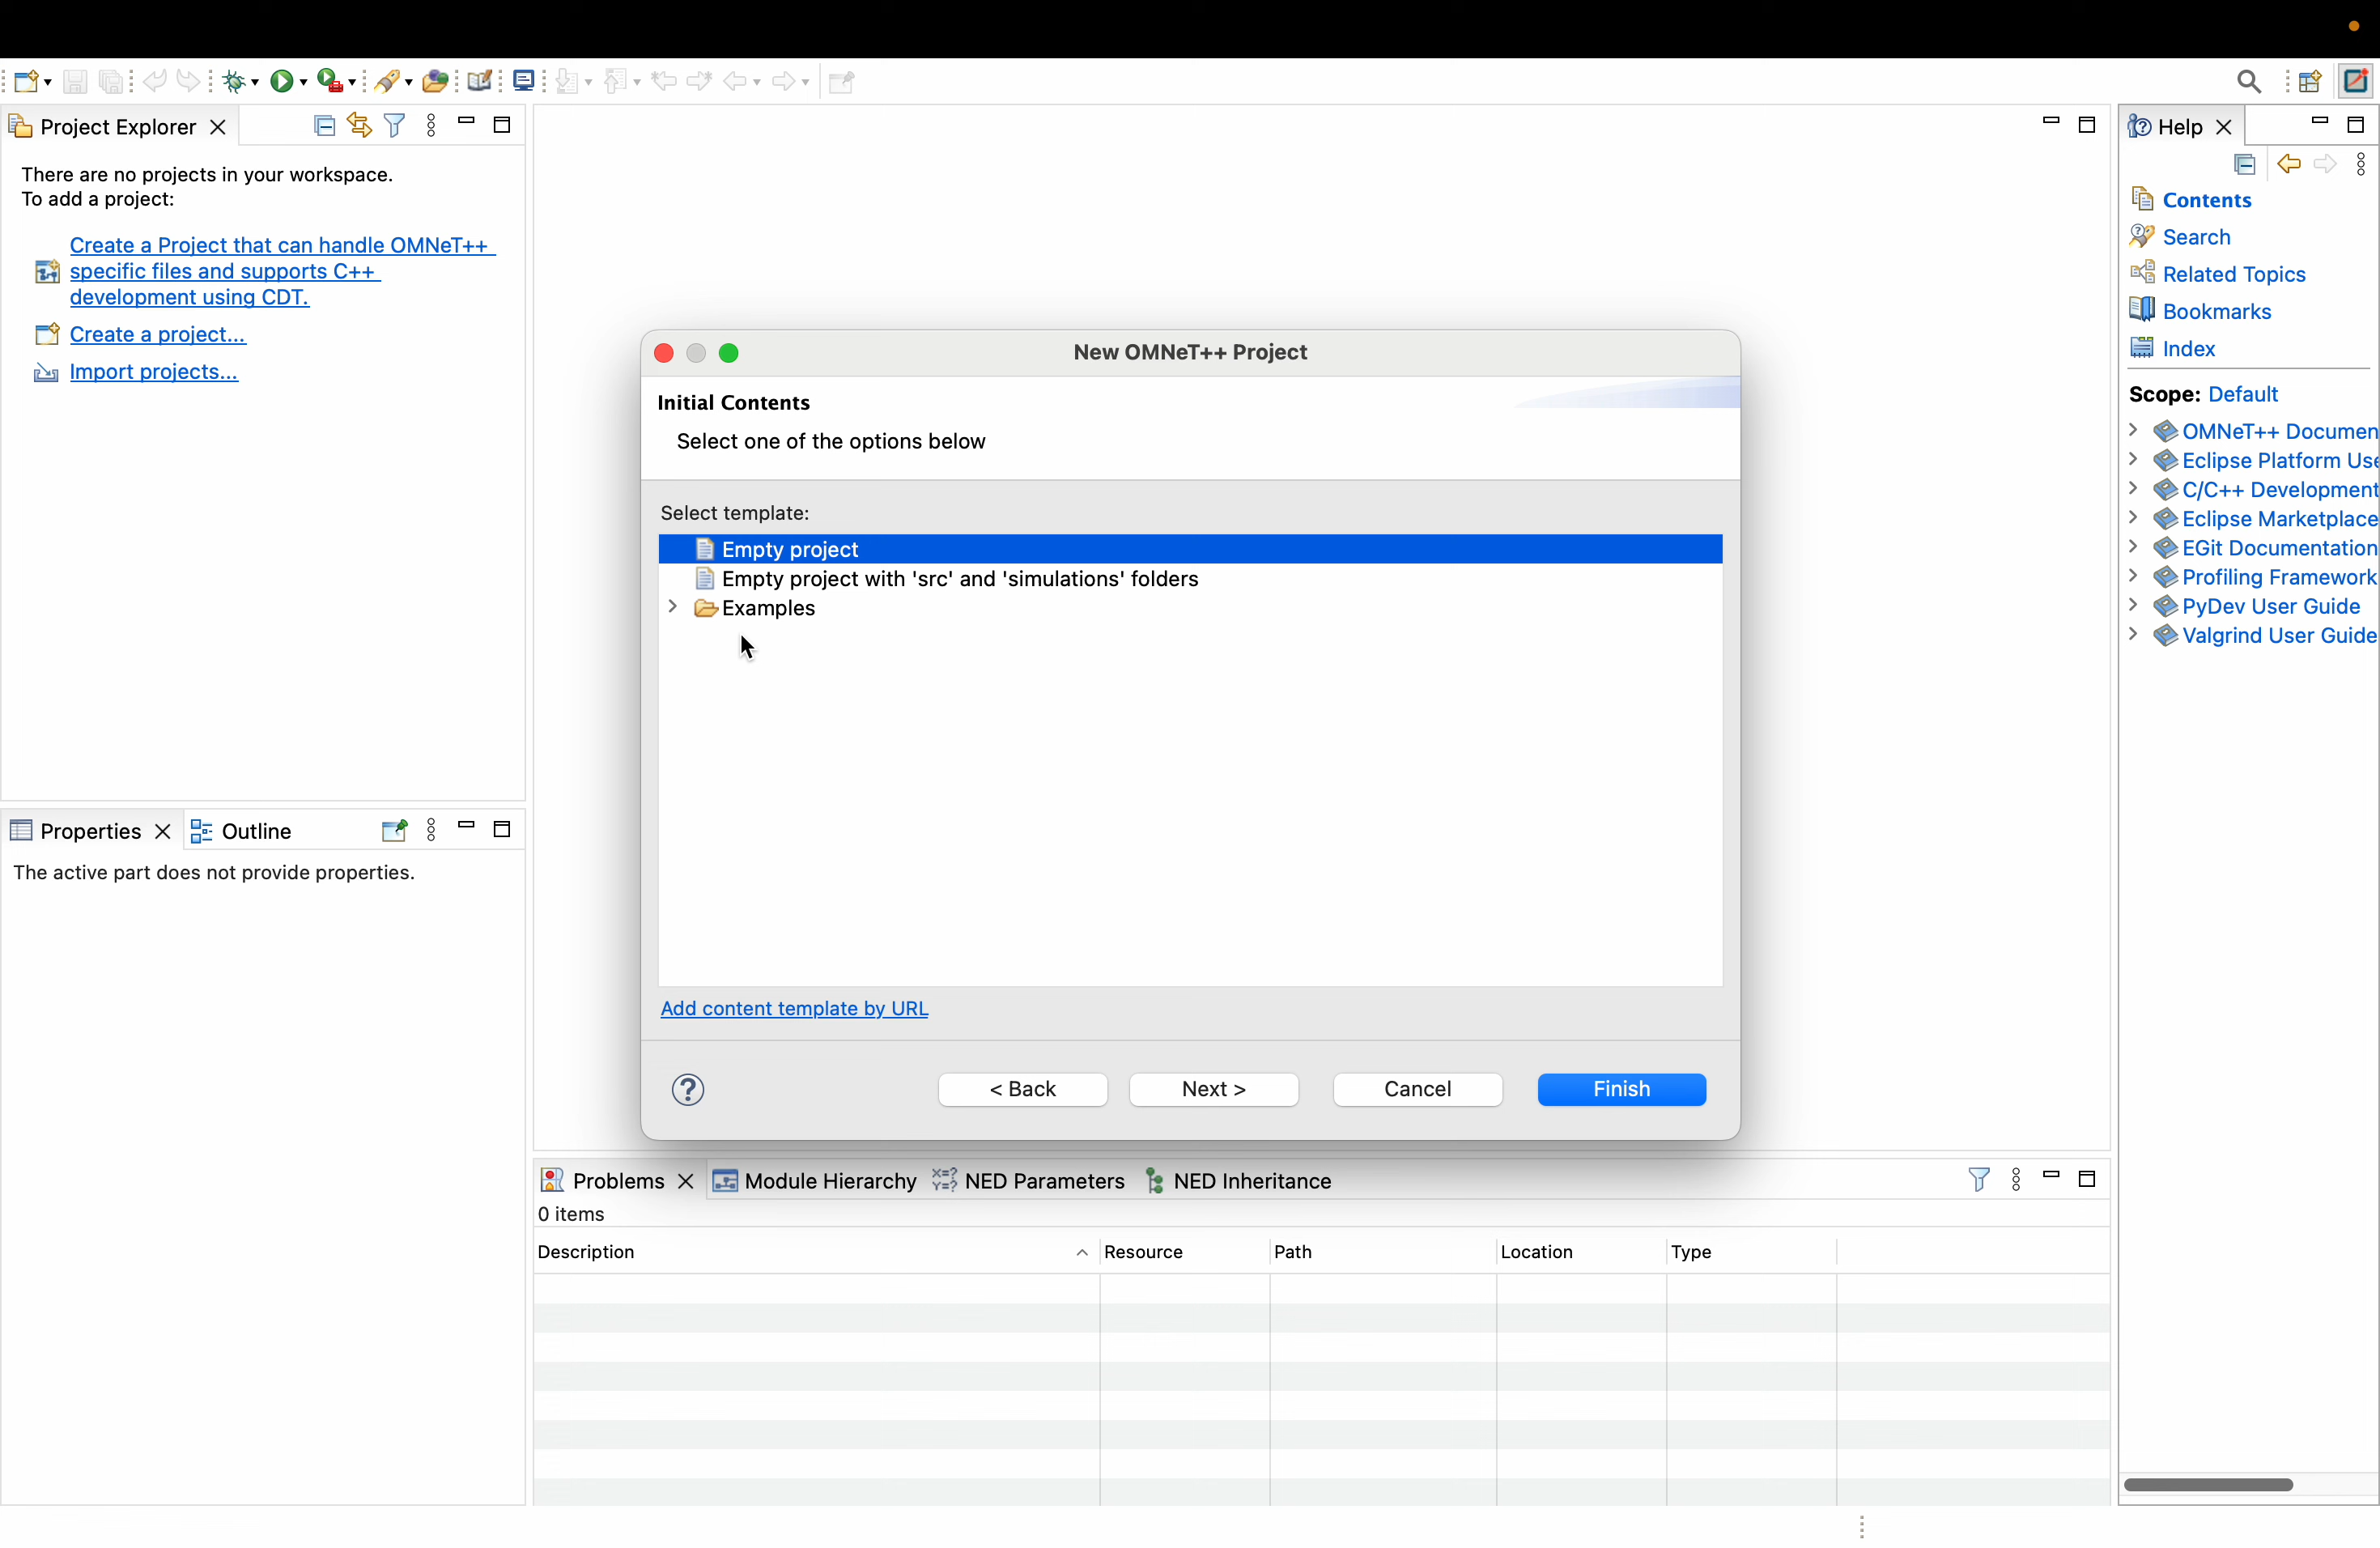 Project Explorer
There are no projects in your workspace.
To add a project:
Create a Project that can handle OMNeT++
specific files and supports C++
development using CDT.
Create a project...
Import projects...
Properties
Outline
The active part does not provide properties.
New OMNeT++ Project
Initial Contents
Select one of the options below
Select template:
Empty project
Empty project with 'src' and 'simulations' folders
Examples
Add content template by URL
?
< Back
Next >
Cancel
Finish
Problems
Module Hierarchy
NED Parameters
NED Inheritance
0 items
Description
Resource
Path
Location
Type
Help
Contents
Search
Related Topics
Bookmarks
Index
Scope: Default
OMNeT++ Documen
Eclipse Platform Use
C/C++ Development
Eclipse Marketplace
EGit Documentation
Profiling Framework
PyDev User Guide
Valgrind User Guide